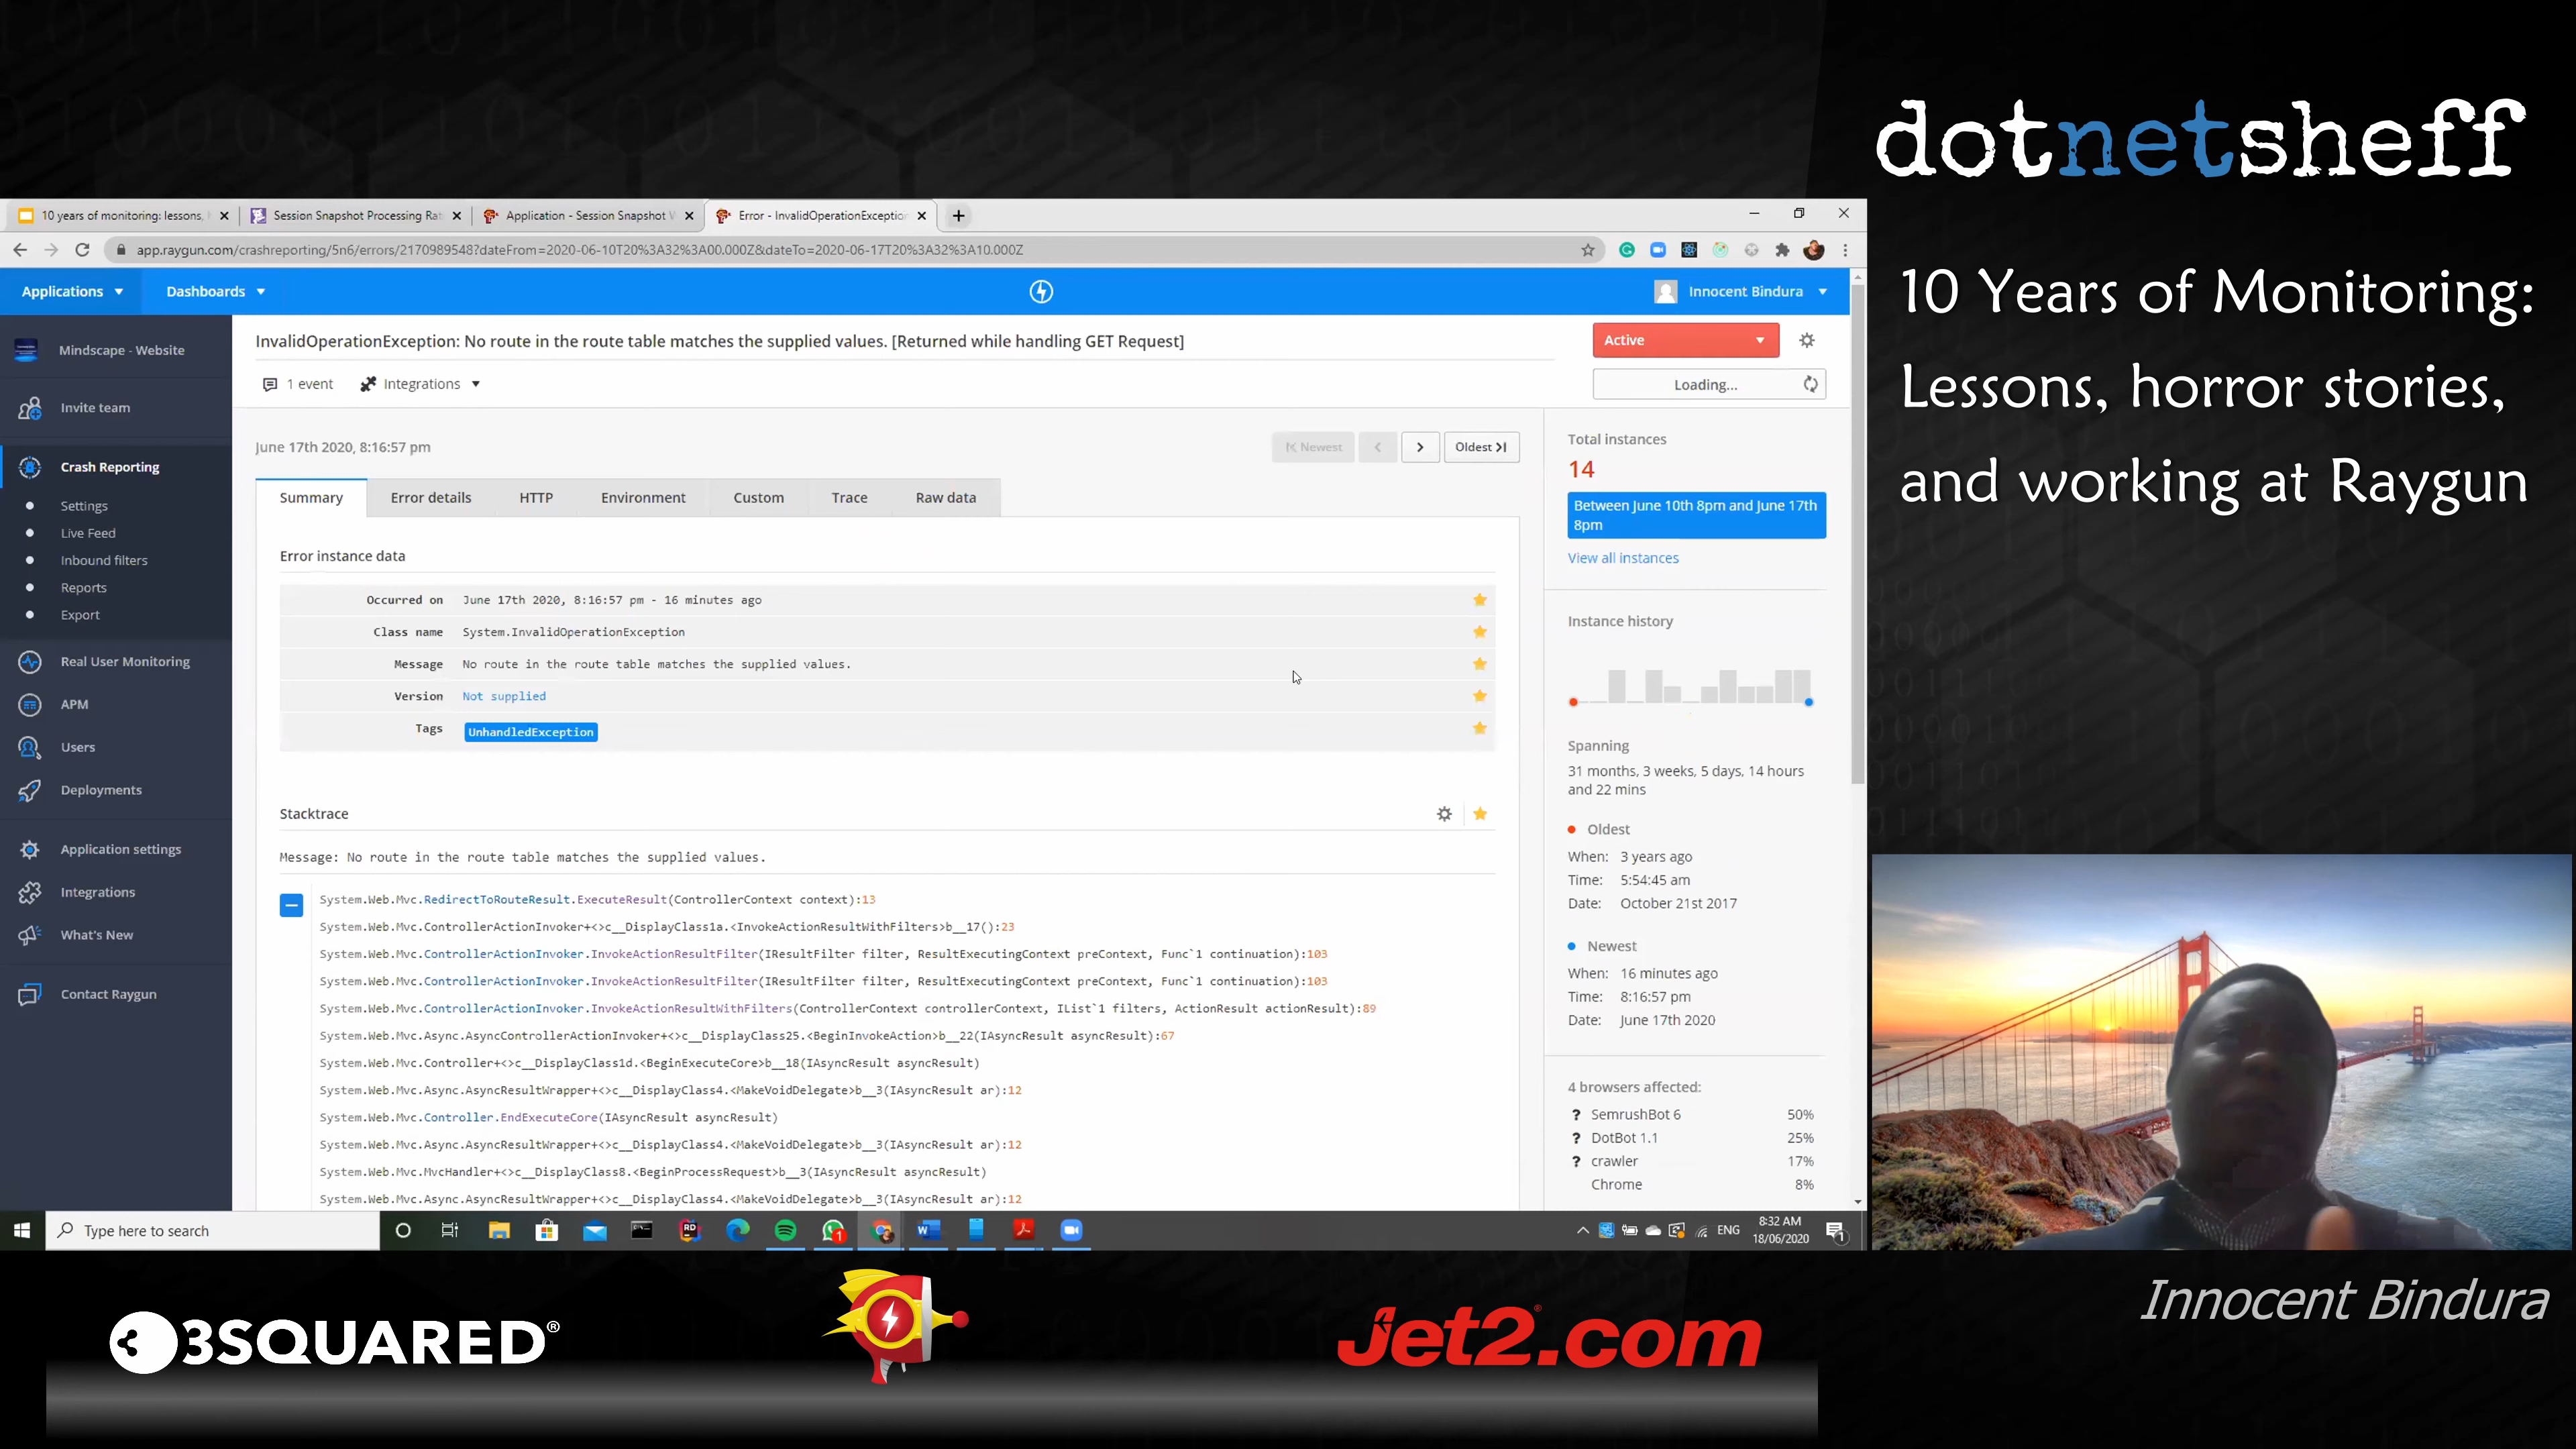 dotnetsheff
10 Years of Monitoring:
Lessons, horror stories,
and working at Raygun
10 years of monitoring: lessons,
Session Snapshot Processing Rat
Application - Session Snapshot V
Error - InvalidOperationException
app.raygun.com/crashreporting/5n6/errors/2170989548?dateFrom=2020-06-10T20%3A32%3A00.000Z&dateTo=2020-06-17T20%3A32%3A10.000Z
Applications
Dashboards
Innocent Bindura
Mindscape - Website
Invite team
Crash Reporting
Settings
Live Feed
Inbound filters
Reports
Export
Real User Monitoring
APM
Users
Deployments
Application settings
Integrations
What's New
Contact Raygun
InvalidOperationException: No route in the route table matches the supplied values. [Returned while handling GET Request]
Active
1 event
Integrations
Loading...
June 17th 2020, 8:16:57 pm
Newest
Oldest
Summary
Error details
HTTP
Environment
Custom
Trace
Raw data
Error instance data
Occurred on June 17th 2020, 8:16:57 pm - 16 minutes ago
Class name System.InvalidOperationException
Message No route in the route table matches the supplied values.
Version Not supplied
Tags UnhandledException
Stacktrace
Message: No route in the route table matches the supplied values.
System.Web.Mvc.RedirectToRouteResult.ExecuteResult(ControllerContext context):13
System.Web.Mvc.ControllerActionInvoker+<>c__DisplayClass1a.<InvokeActionResultWithFilters>b__17():23
System.Web.Mvc.ControllerActionInvoker.InvokeActionResultFilter(IResultFilter filter, ResultExecutingContext preContext, Func`1 continuation):103
System.Web.Mvc.ControllerActionInvoker.InvokeActionResultFilter(IResultFilter filter, ResultExecutingContext preContext, Func`1 continuation):103
System.Web.Mvc.ControllerActionInvoker.InvokeActionResultWithFilters(ControllerContext controllerContext, IList`1 filters, ActionResult actionResult):89
System.Web.Mvc.Async.AsyncControllerActionInvoker+<>c__DisplayClass25.<BeginInvokeAction>b__22(IAsyncResult asyncResult):67
System.Web.Mvc.Controller+<>c__DisplayClass1d.<BeginExecuteCore>b__18(IAsyncResult asyncResult)
System.Web.Mvc.Async.AsyncResultWrapper+<>c__DisplayClass4.<MakeVoidDelegate>b__3(IAsyncResult ar):12
System.Web.Mvc.Controller.EndExecuteCore(IAsyncResult asyncResult)
System.Web.Mvc.Async.AsyncResultWrapper+<>c__DisplayClass4.<MakeVoidDelegate>b__3(IAsyncResult ar):12
System.Web.Mvc.MvcHandler+<>c__DisplayClass8.<BeginProcessRequest>b__3(IAsyncResult asyncResult)
System.Web.Mvc.Async.AsyncResultWrapper+<>c__DisplayClass4.<MakeVoidDelegate>b__3(IAsyncResult ar):12
Total instances
14
Between June 10th 8pm and June 17th
8pm
View all instances
Instance history
Spanning
31 months, 3 weeks, 5 days, 14 hours
and 22 mins
Oldest
When: 3 years ago
Time: 5:54:45 am
Date: October 21st 2017
Newest
When: 16 minutes ago
Time: 8:16:57 pm
Date: June 17th 2020
4 browsers affected:
? SemrushBot 6 50%
? DotBot 1.1 25%
? crawler 17%
Chrome 8%
Type here to search
RD
1
ENG
8:32 AM
18/06/2020
1
3SQUARED®
Jet2.com
Innocent Bindura